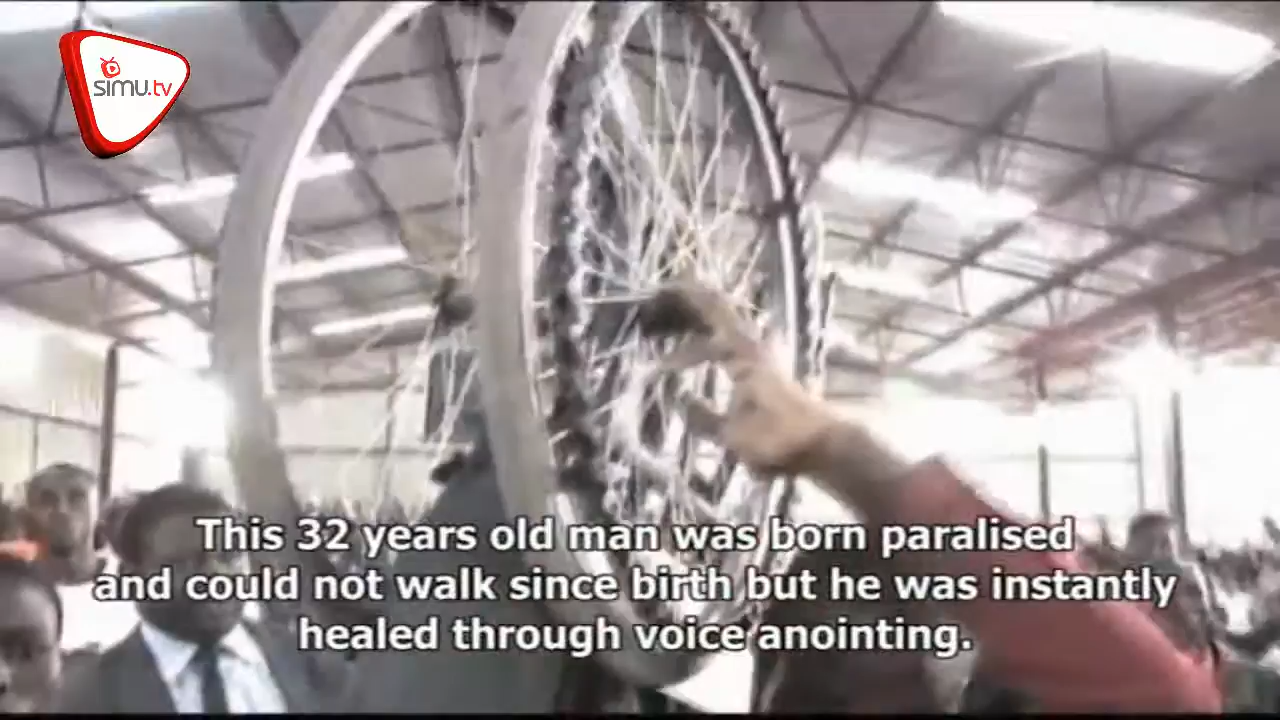 SIMU.tv
This 32 years old man was born paralised
and could not walk since birth but he was instantly
healed through voice anointing.